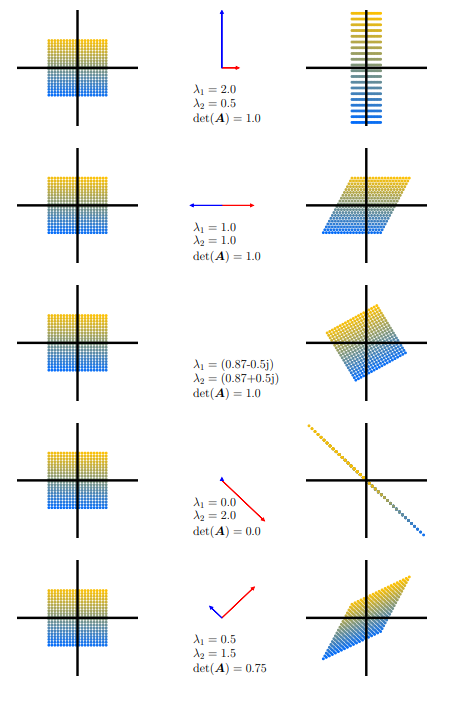 λ₁ = 2.0
λ₂ = 0.5
det(A) = 1.0
λ₁ = 1.0
λ₂ = 1.0
det(A) = 1.0
λ₁ = (0.87-0.5j)
λ₂ = (0.87+0.5j)
det(A) = 1.0
λ₁ = 0.0
λ₂ = 2.0
det(A) = 0.0
λ₁ = 0.5
λ₂ = 1.5
det(A) = 0.75